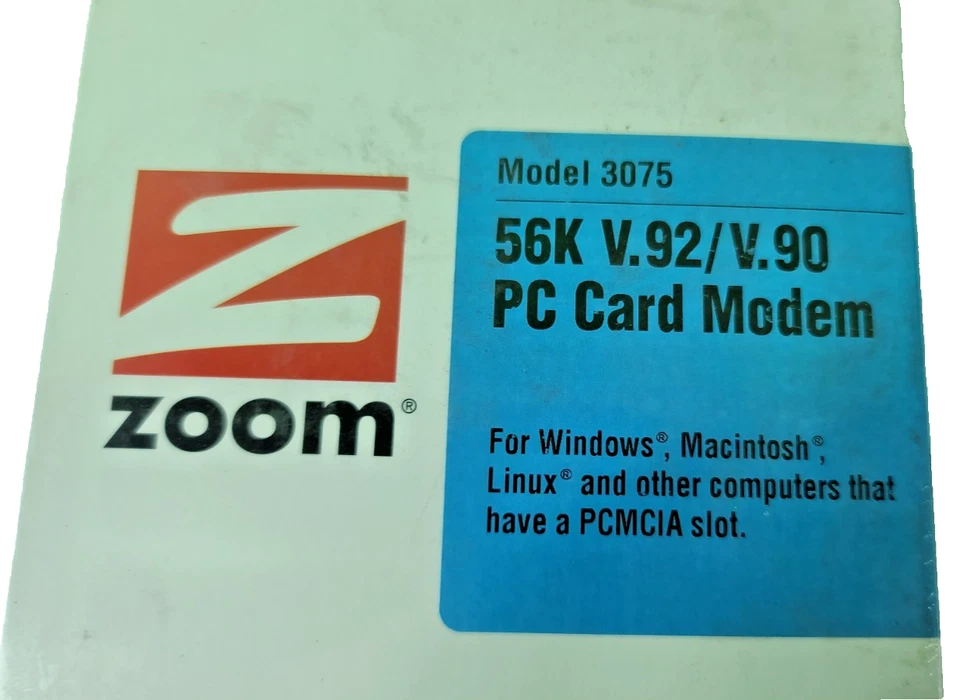 zoom®
Model 3075
56K V.92/V.90
PC Card Modem
For Windows®, Macintosh®,
Linux® and other computers that
have a PCMCIA slot.